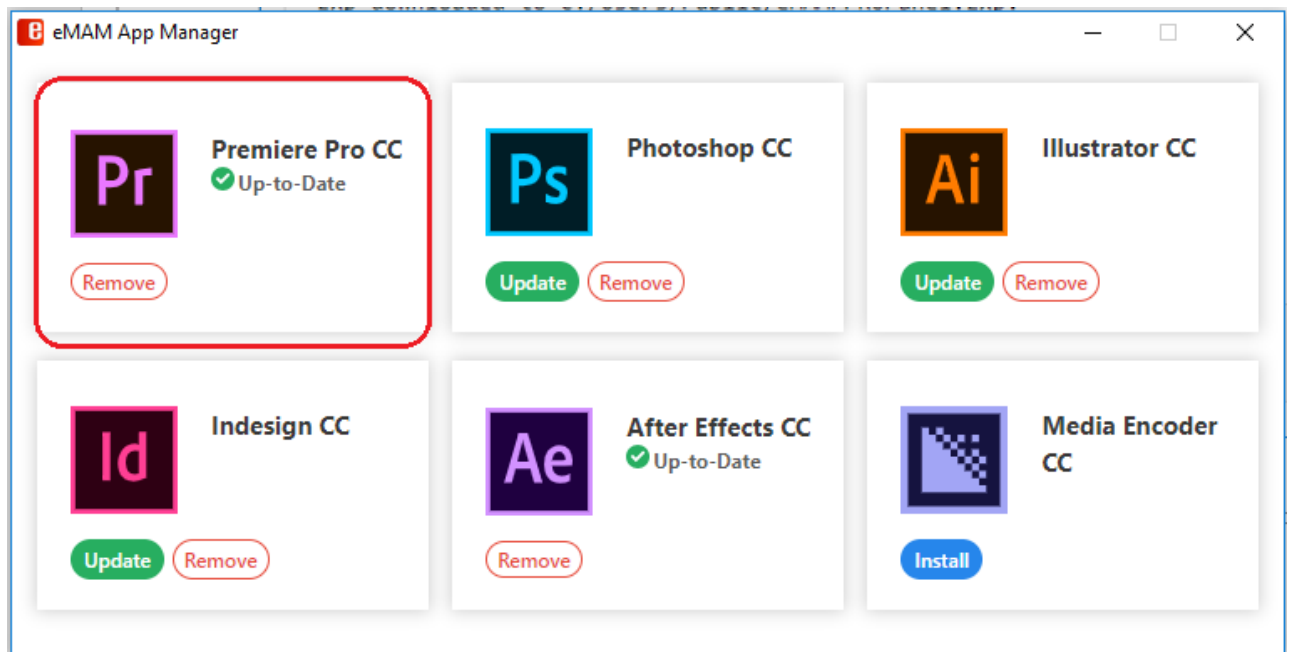 eMAM App Manager
Pr
Premiere Pro CC
Up-to-Date
Remove
Ps
Photoshop CC
Update Remove
Ai
Illustrator CC
Update Remove
Id
Indesign CC
Update Remove
Ae
After Effects CC
Up-to-Date
Remove
Media Encoder
CC
Install